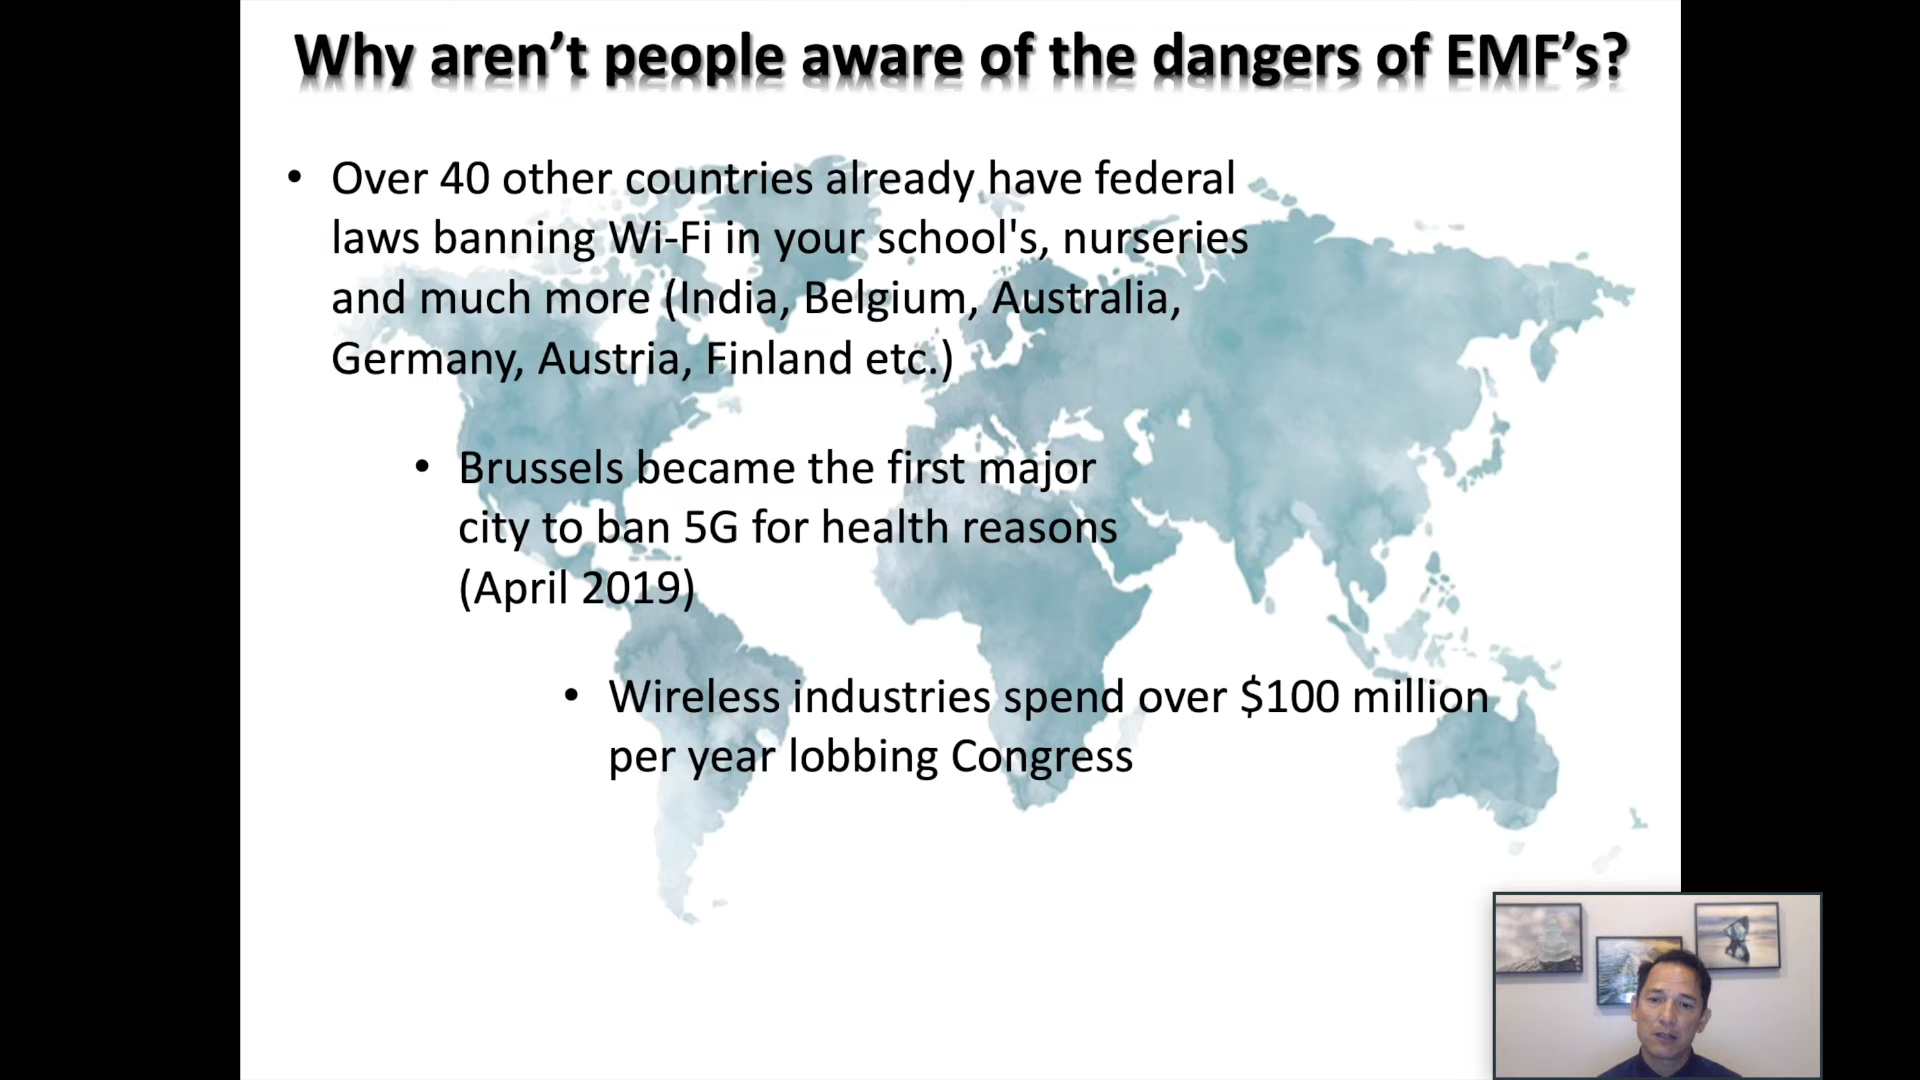 Why aren’t people aware of the dangers of EMF’s?
• Over 40 other countries already have federal
laws banning Wi-Fi in your school's, nurseries
and much more (India, Belgium, Australia,
Germany, Austria, Finland etc.)
• Brussels became the first major
city to ban 5G for health reasons
(April 2019)
• Wireless industries spend over $100 million
per year lobbing Congress